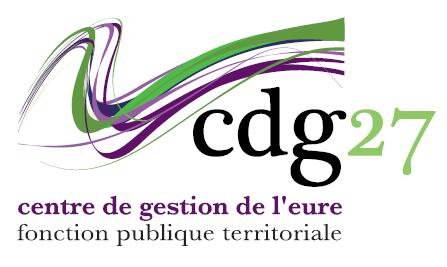 cdg27
centre de gestion de l'eure
fonction publique territoriale